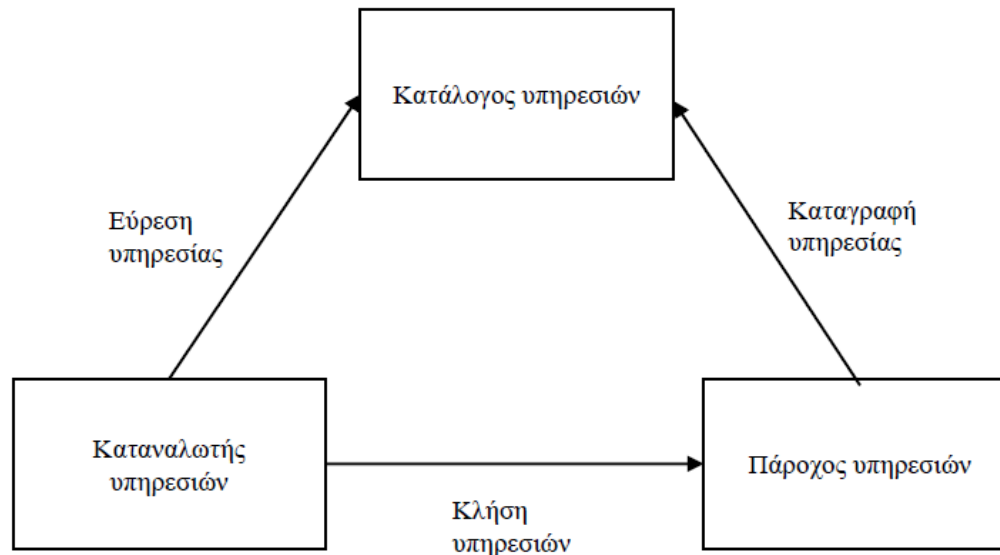 Κατάλογος υπηρεσιών
Εύρεση
υπηρεσίας
Καταγραφή
υπηρεσίας
Καταναλωτής
υπηρεσιών
Πάροχος υπηρεσιών
Κλήση
υπηρεσιών